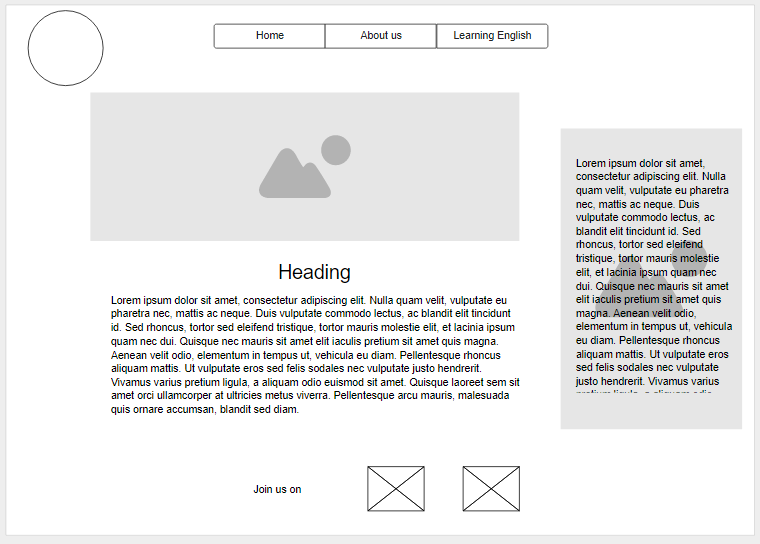 Home
About us
Learning English
Heading
Lorem ipsum dolor sit amet, consectetur adipiscing elit. Nulla quam velit, vulputate eu
pharetra nec, mattis ac neque. Duis vulputate commodo lectus, ac blandit elit tincidunt
id. Sed rhoncus, tortor sed eleifend tristique, tortor mauris molestie elit, et lacinia ipsum
quam nec dui. Quisque nec mauris sit amet elit iaculis pretium sit amet quis magna.
Aenean velit odio, elementum in tempus ut, vehicula eu diam. Pellentesque rhoncus
aliquam mattis. Ut vulputate eros sed felis sodales nec vulputate justo hendrerit.
Vivamus varius pretium ligula, a aliquam odio euismod sit amet. Quisque laoreet sem sit
amet orci ullamcorper at ultricies metus viverra. Pellentesque arcu mauris, malesuada
quis ornare accumsan, blandit sed diam.
Lorem ipsum dolor sit amet,
consectetur adipiscing elit. Nulla
quam velit, vulputate eu pharetra
nec, mattis ac neque. Duis
vulputate commodo lectus, ac
blandit elit tincidunt id. Sed
rhoncus, tortor sed eleifend
tristique, tortor mauris molestie
elit, et lacinia ipsum quam nec
dui. Quisque nec mauris sit amet
elit iaculis pretium sit amet quis
magna. Aenean velit odio,
elementum in tempus ut, vehicula
eu diam. Pellentesque rhoncus
aliquam mattis. Ut vulputate eros
sed felis sodales nec vulputate
justo hendrerit. Vivamus varius
Join us on